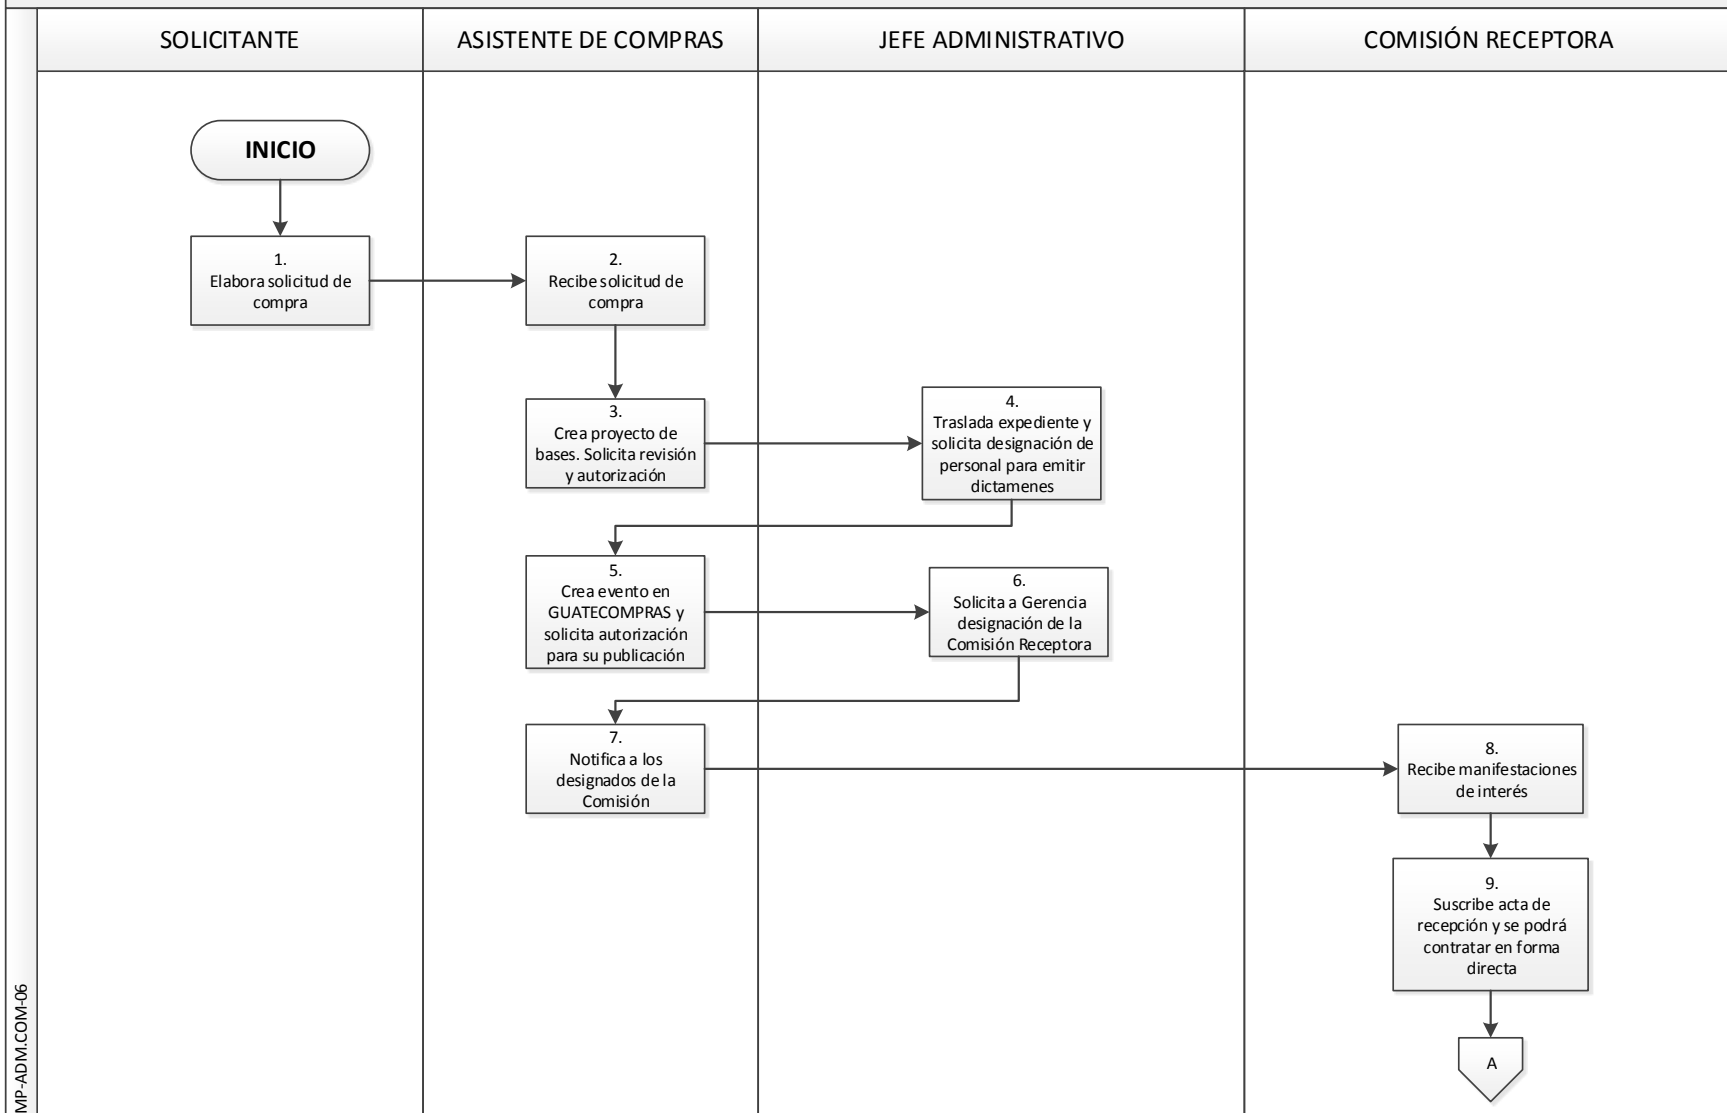 SOLICITANTE
ASISTENTE DE COMPRAS
JEFE ADMINISTRATIVO
COMISIÓN RECEPTORA
INICIO
1.
Elabora solicitud de
compra
2.
Recibe solicitud de
compra
3.
Crea proyecto de
bases. Solicita revisión
y autorización
4.
Traslada expediente y
solicita designación de
personal para emitir
dictamenes
5.
Crea evento en
GUATECOMPRAS y
solicita autorización
para su publicación
6.
Solicita a Gerencia
designación de la
Comisión Receptora
7.
Notifica a los
designados de la
Comisión
8.
Recibe manifestaciones
de interés
9.
Suscribe acta de
recepción y se podrá
contratar en forma
directa
A
MP-ADM.COM-06